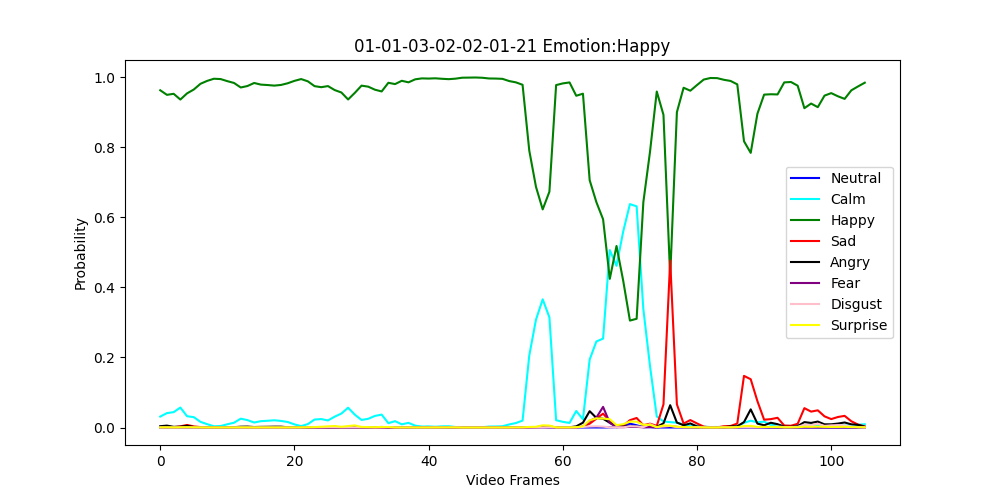 01-01-03-02-02-01-21 Emotion:Happy
1.0
0.8
0.6
0.4
0.2
0.0
Probability
0 20 40 60 80 100
Video Frames
Neutral
Calm
Happy
Sad
Angry
Fear
Disgust
Surprise